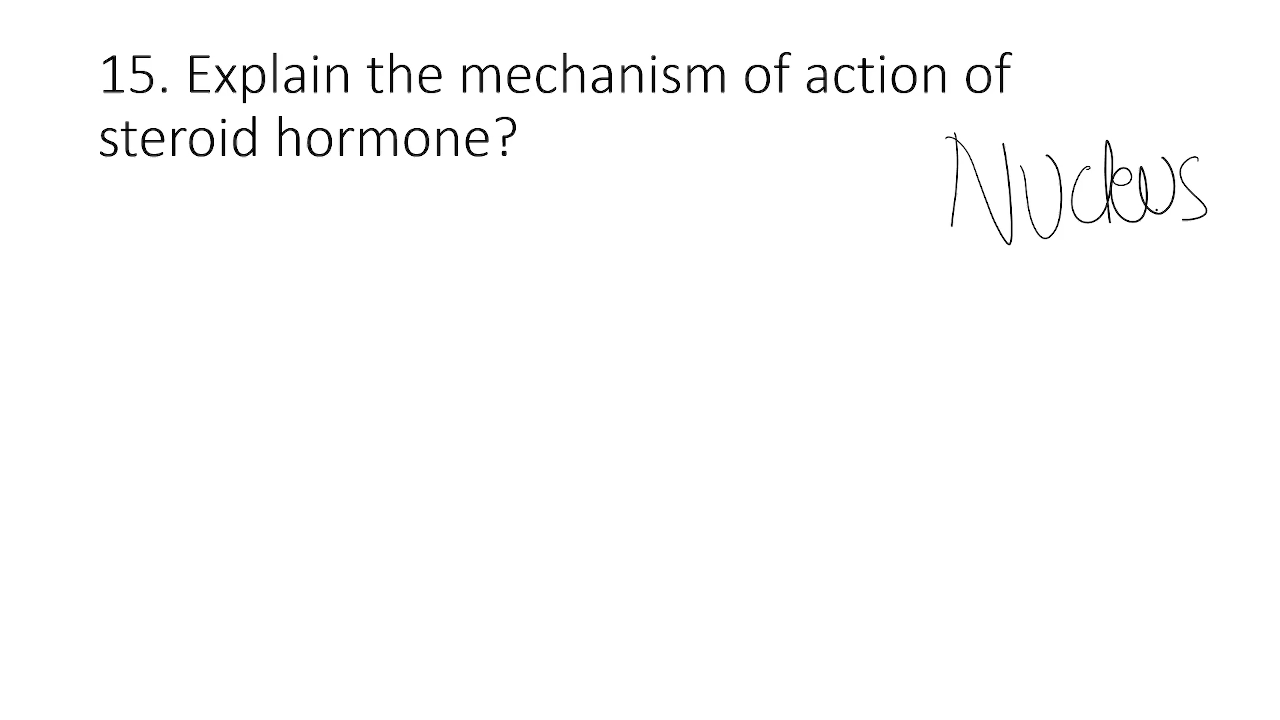 15. Explain the mechanism of action of
steroid hormone?
Nucleus